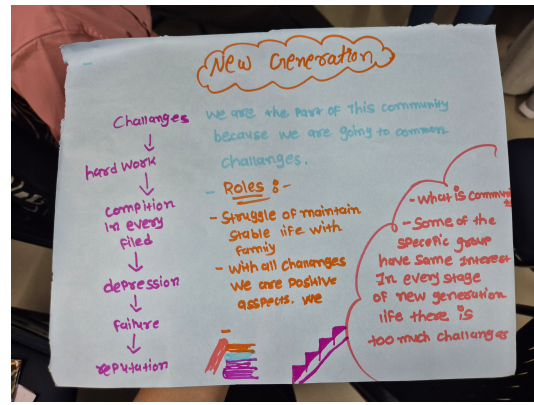 New Generation
Challanges
hard work
compition
in every
filed
depression
failure
reputation
we are the part of This community
because we are going to common
challanges.
- Roles :-
- Struggle of maintain
stable life with
family
- With all Chananges
We are Positive
asspects. we
- What is commun
- Some of the
specific group
have same interest
In every stage
of new generation
life there is
too much challanges